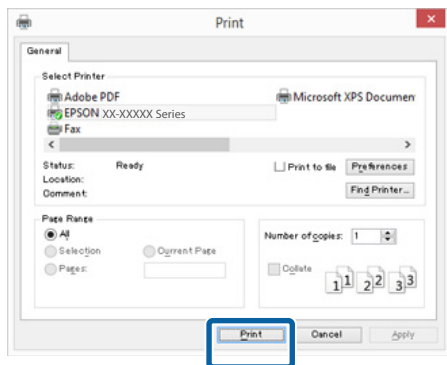 Print
General
Select Printer
Adobe PDF
Microsoft XPS Documen
EPSON XX-XXXXX Series
Fax
Status: Ready
Print to file Preferences
Location:
Comment:
Find Printer...
Page Range
All
Selection Current Page
Pages:
Number of copies: 1
Collate
1 1 2 2 3 3
Print Cancel Apply